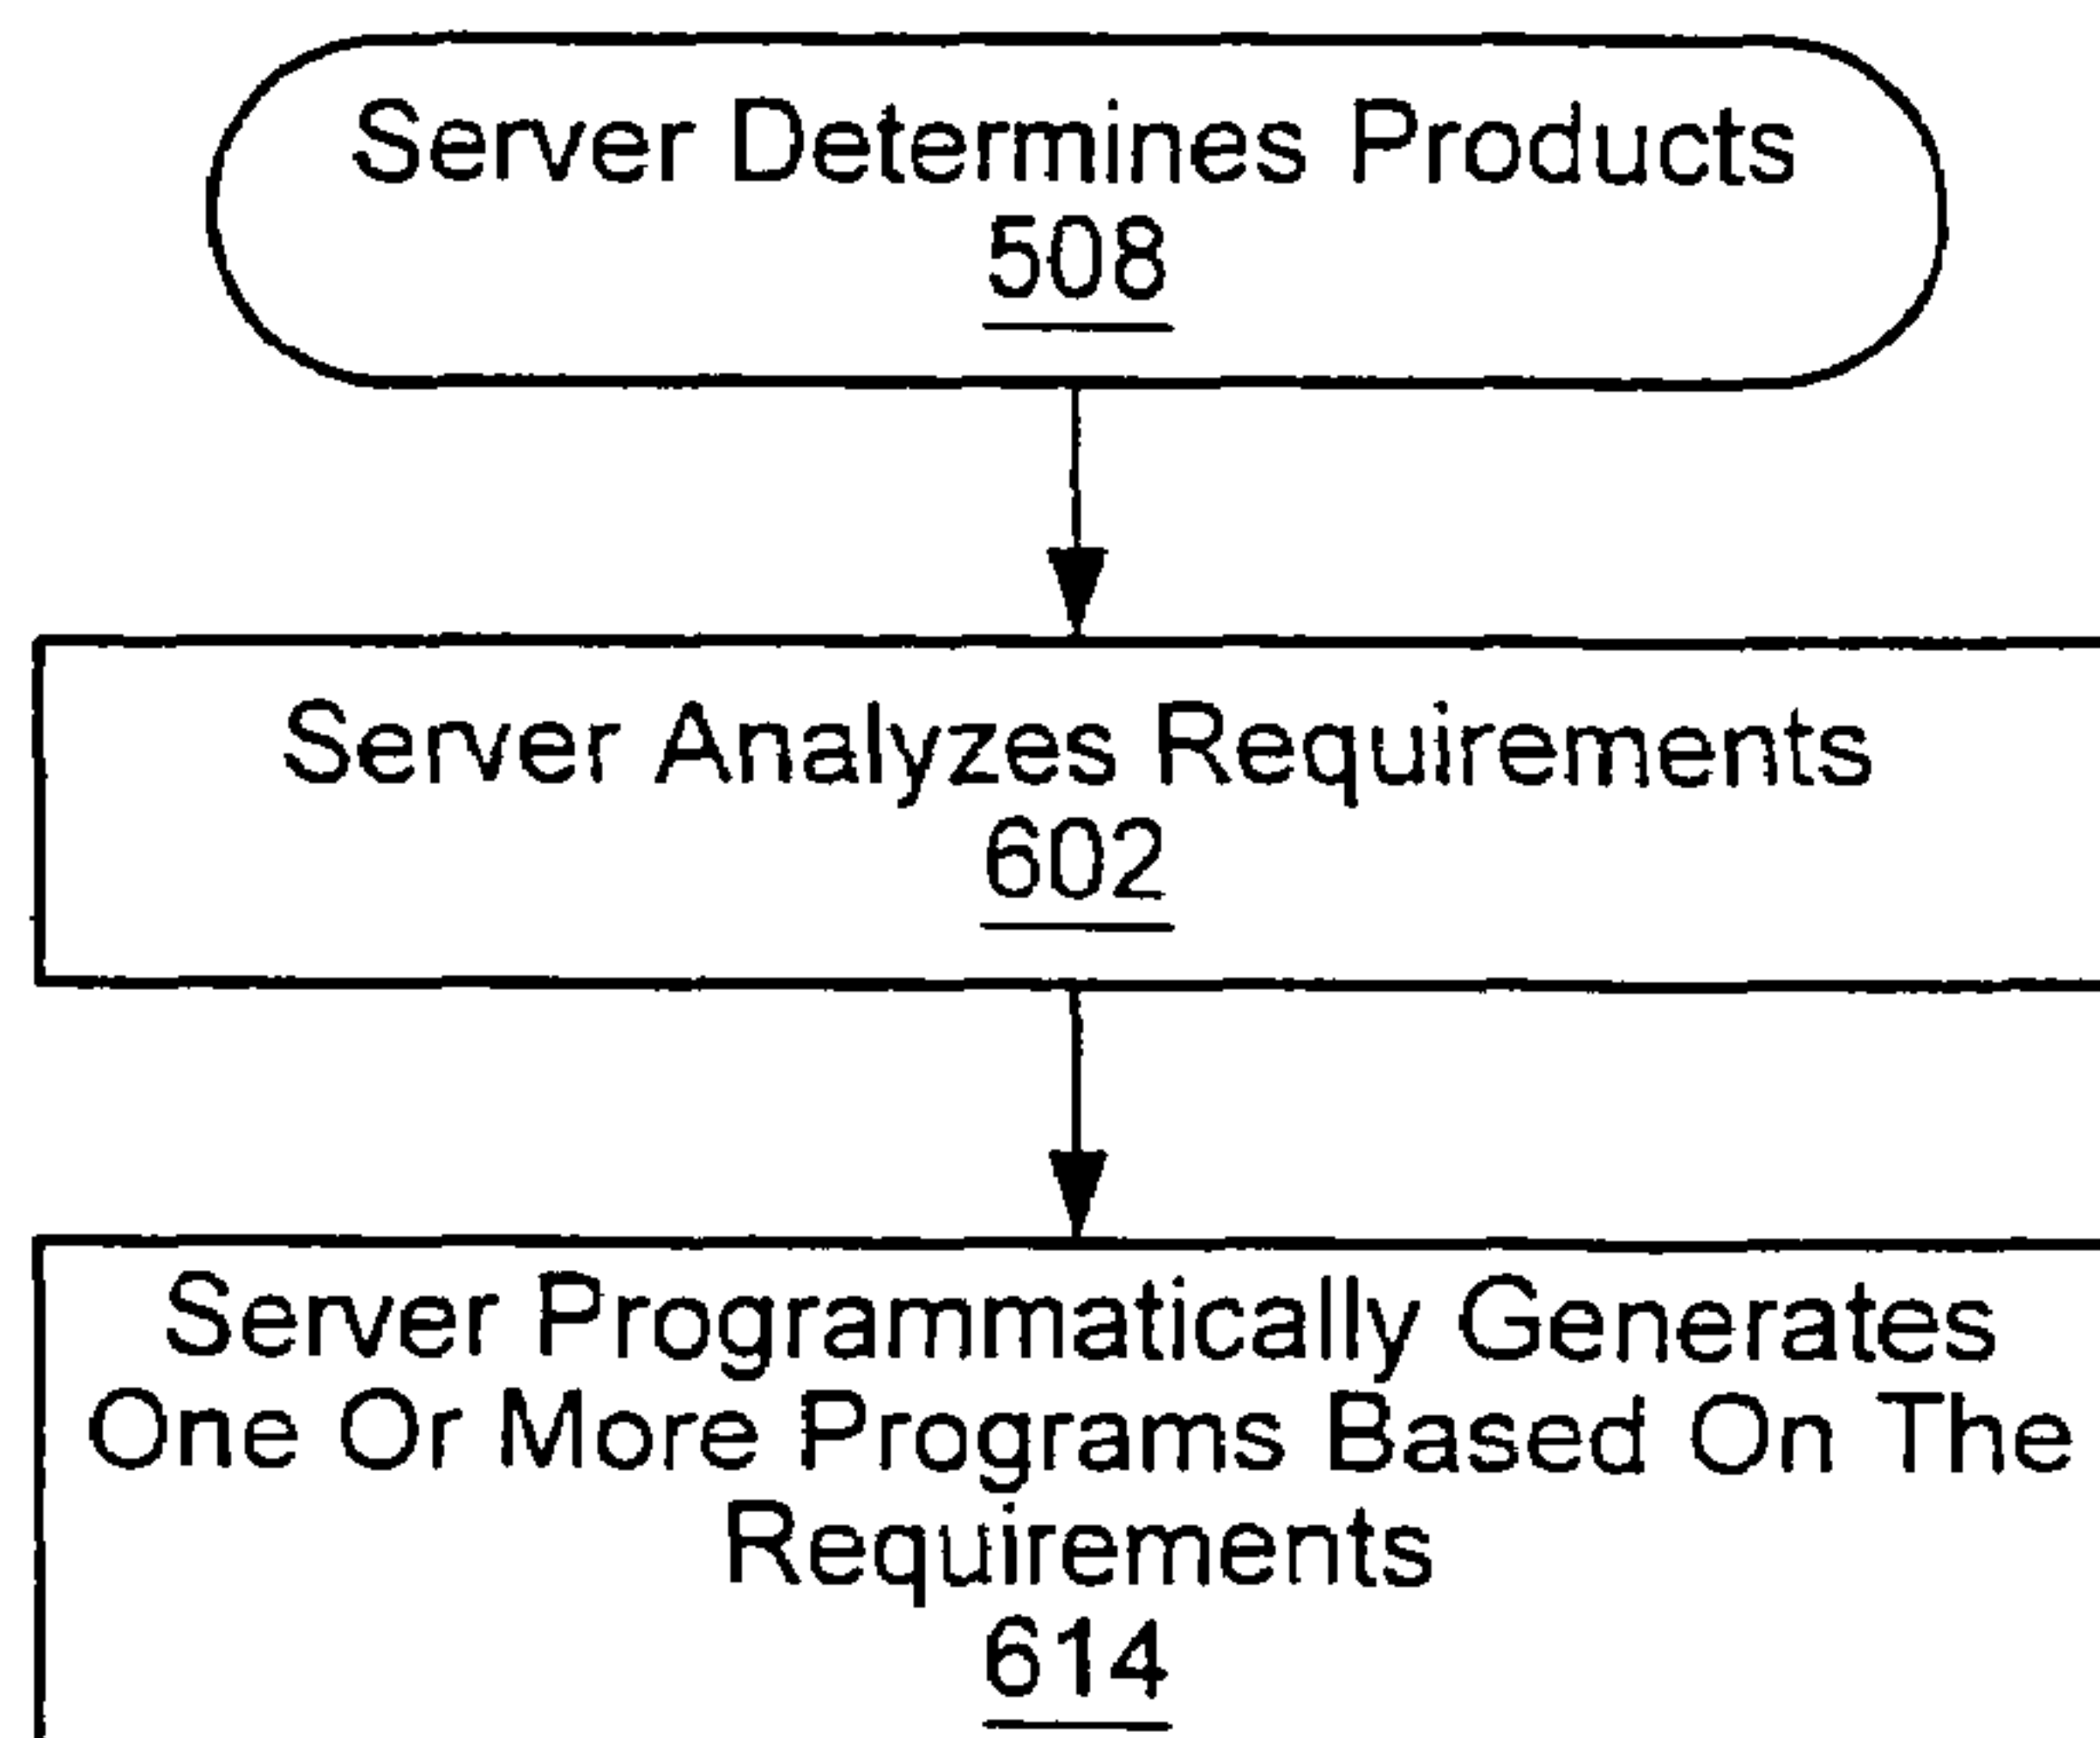 Server Determines Products
508
Server Analyzes Requirements
602
Server Programmatically Generates
One Or More Programs Based On The
Requirements
614